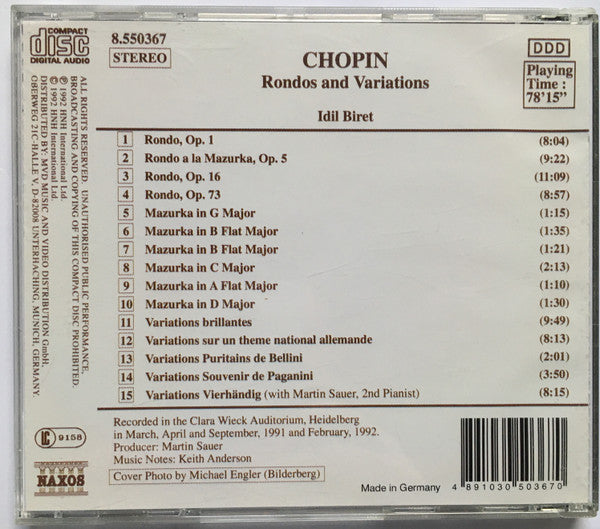 COMPACT
disc
DIGITAL AUDIO
8.550367
STEREO
CHOPIN
Rondos and Variations
Idil Biret
DDD
Playing
Time :
78'15"
1 Rondo, Op. 1 (8:04)
2 Rondo a la Mazurka, Op. 5 (9:22)
3 Rondo, Op. 16 (11:09)
4 Rondo, Op. 73 (8:57)
5 Mazurka in G Major (1:15)
6 Mazurka in B Flat Major (1:35)
7 Mazurka in B Flat Major (1:21)
8 Mazurka in C Major (2:13)
9 Mazurka in A Flat Major (1:10)
10 Mazurka in D Major (1:30)
11 Variations brillantes (9:49)
12 Variations sur un theme national allemande (8:13)
13 Variations Puritains de Bellini (2:01)
14 Variations Souvenir de Paganini (3:50)
15 Variations Vierhändig (with Martin Sauer, 2nd Pianist) (8:15)
Recorded in the Clara Wieck Auditorium, Heidelberg
in March, April and September, 1991 and February, 1992.
Producer: Martin Sauer
Music Notes: Keith Anderson
Cover Photo by Michael Engler (Bilderberg)
Made in Germany
4 891030 503670
ALL RIGHTS RESERVED. UNAUTHORISED PUBLIC PERFORMANCE,
BROADCASTING AND COPYING OF THIS COMPACT DISC PROHIBITED.
℗ 1992 HNH International Ltd.
© 1992 HNH International Ltd.
DISTRIBUTED BY: MVD MUSIC AND VIDEO DISTRIBUTION GmbH,
OBERWEG 21C-HALLE V, D-82008 UNTERHACHING, MUNICH, GERMANY.
LC 9158
NAXOS